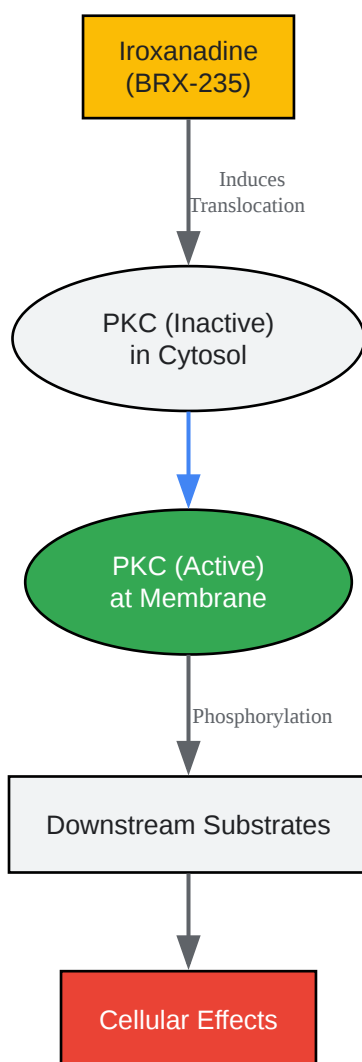 Iroxanadine
(BRX-235)
Induces
Translocation
PKC (Inactive)
in Cytosol
PKC (Active)
at Membrane
Phosphorylation
Downstream Substrates
Cellular Effects